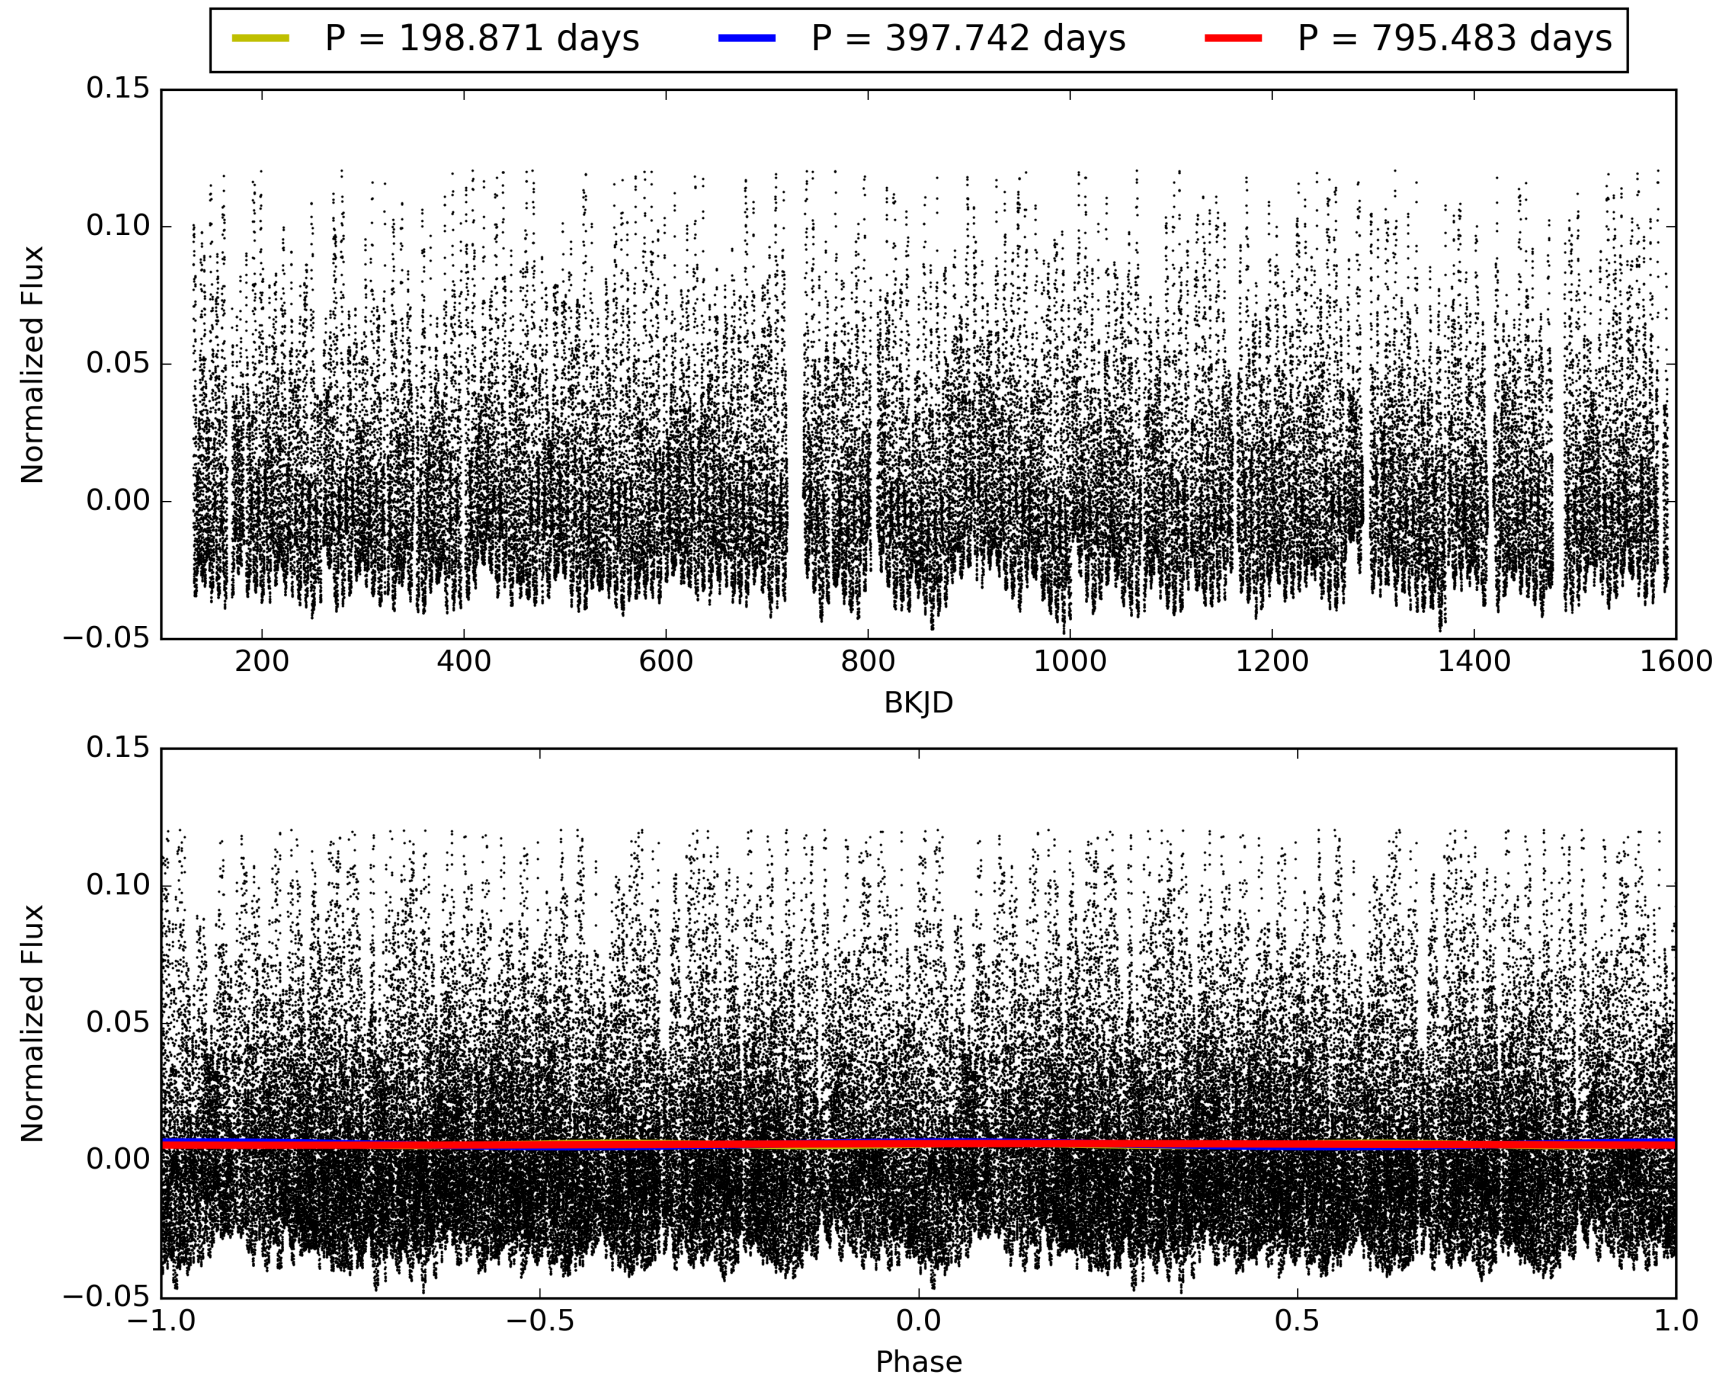 P = 198.871 days P = 397.742 days P = 795.483 days
0.15
0.10
0.05
0.00
−0.05
Normalized Flux
200 400 600 800 1000 1200 1400 1600
BKJD
0.15
0.10
0.05
0.00
−0.05
Normalized Flux
−1.0 −0.5 0.0 0.5 1.0
Phase